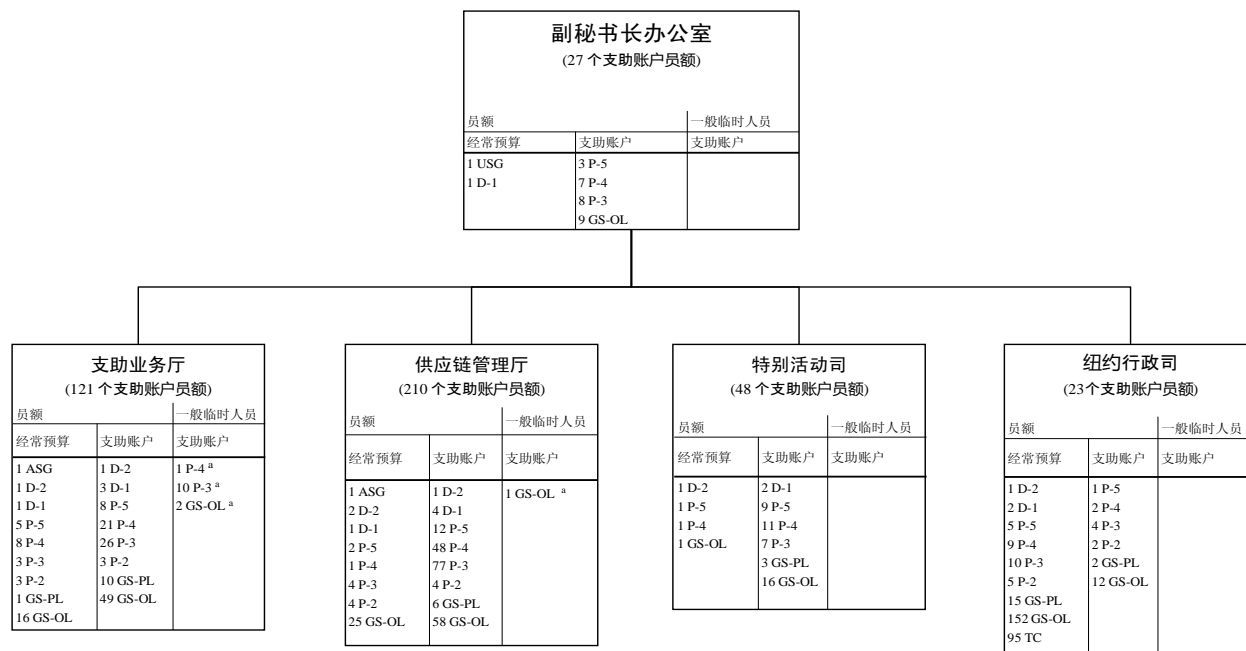 副秘书长办公室
(27 个支助账户员额)
员额 一般临时人员
经常预算 支助账户 支助账户
1 USG 3 P-5
1 D-1 7 P-4
8 P-3
9 GS-OL
支助业务厅
(121 个支助账户员额)
员额 一般临时人员
经常预算 支助账户 支助账户
1 ASG 1 D-2 1 P-4 a
1 D-2 3 D-1 10 P-3 a
1 D-1 8 P-5 2 GS-OL a
5 P-5 21 P-4
8 P-4 26 P-3
3 P-3 3 P-2
3 P-2 10 GS-PL
1 GS-PL 49 GS-OL
16 GS-OL
供应链管理厅
(210 个支助账户员额)
员额 一般临时人员
经常预算 支助账户 支助账户
1 ASG 1 D-2 1 GS-OL a
2 D-2 4 D-1
1 D-1 12 P-5
2 P-5 48 P-4
1 P-4 77 P-3
4 P-3 4 P-2
4 P-2 6 GS-PL
25 GS-OL 58 GS-OL
特别活动司
(48 个支助账户员额)
员额 一般临时人员
经常预算 支助账户 支助账户
1 D-2 2 D-1
1 P-5 9 P-5
1 P-4 11 P-4
1 GS-OL 7 P-3
3 GS-PL
16 GS-OL
纽约行政司
(23个支助账户员额)
员额 一般临时人员
经常预算 支助账户 支助账户
1 D-2 1 P-5
2 D-1 2 P-4
5 P-5 4 P-3
9 P-4 2 P-2
10 P-3 2 GS-PL
5 P-2 12 GS-OL
15 GS-PL
152 GS-OL
95 TC